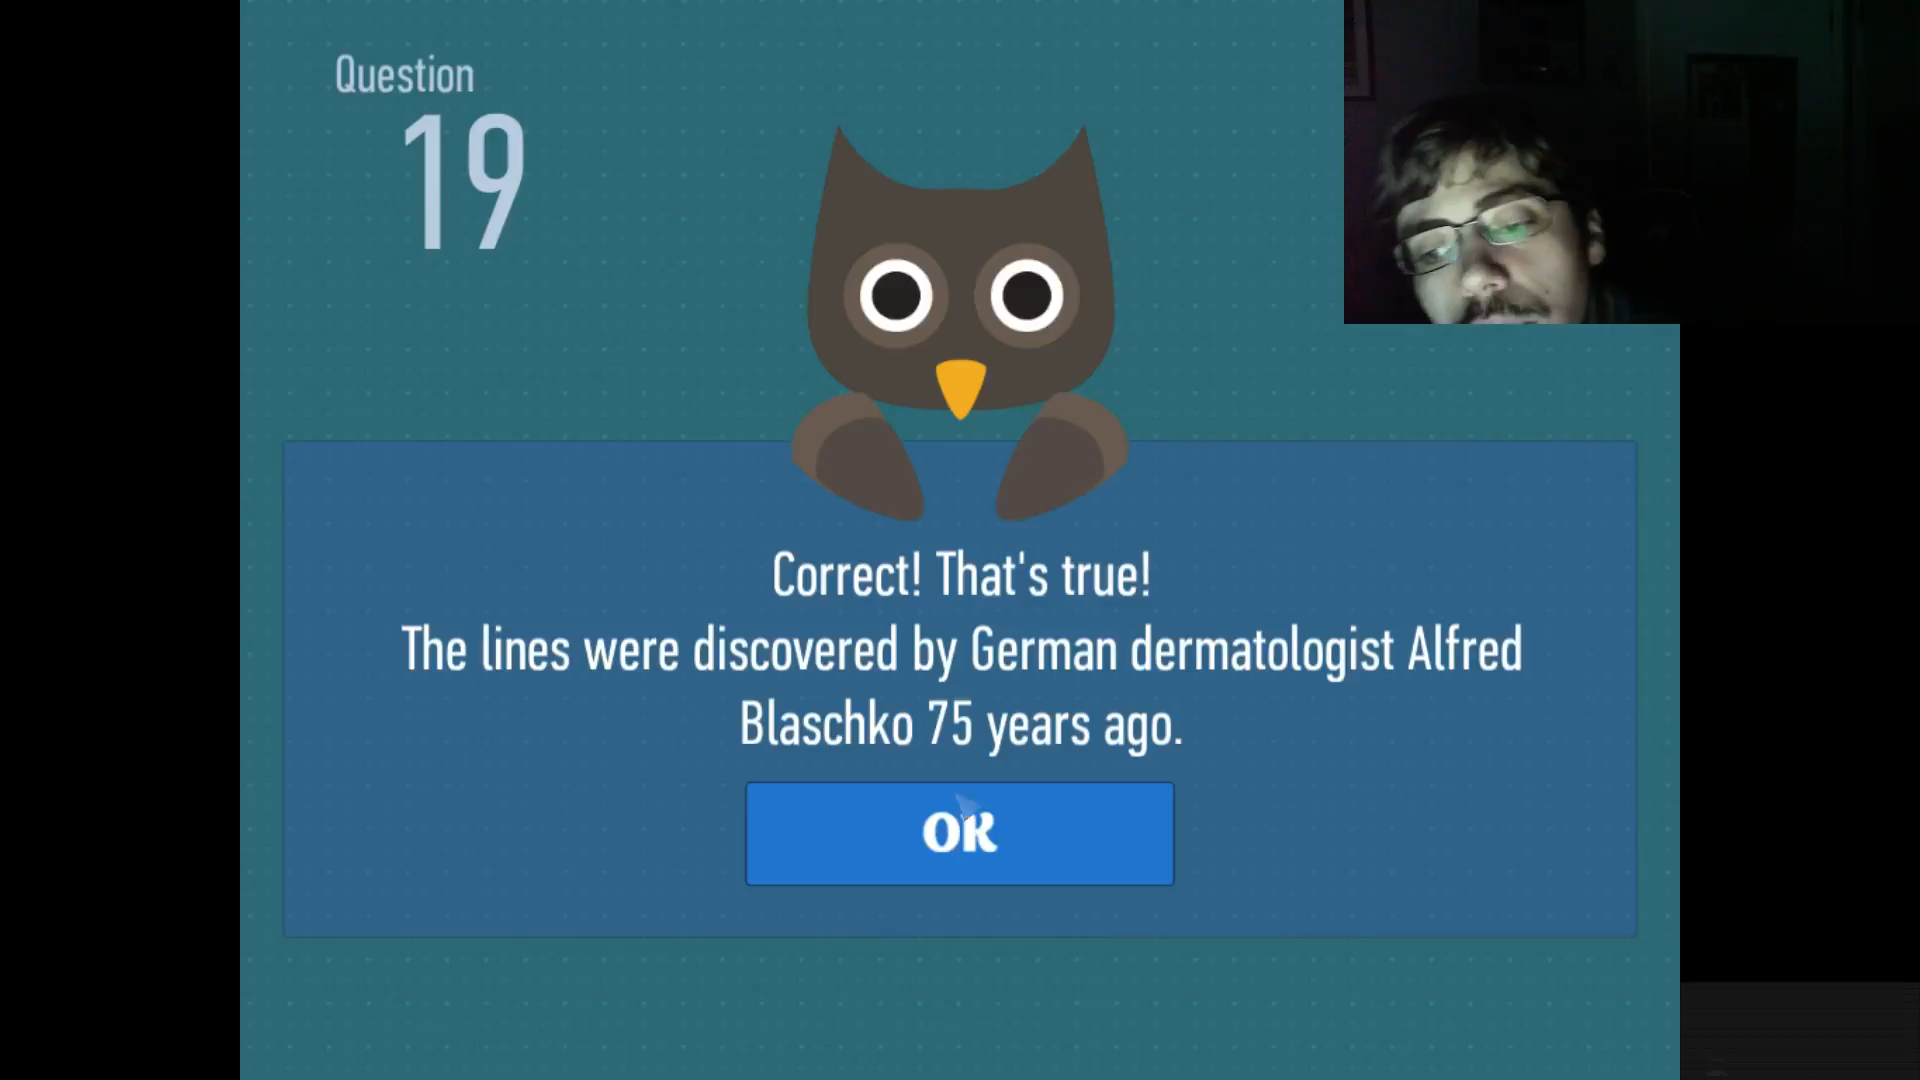 Question
19
Correct! That's true!
The lines were discovered by German dermatologist Alfred
Blaschko 75 years ago.
OK